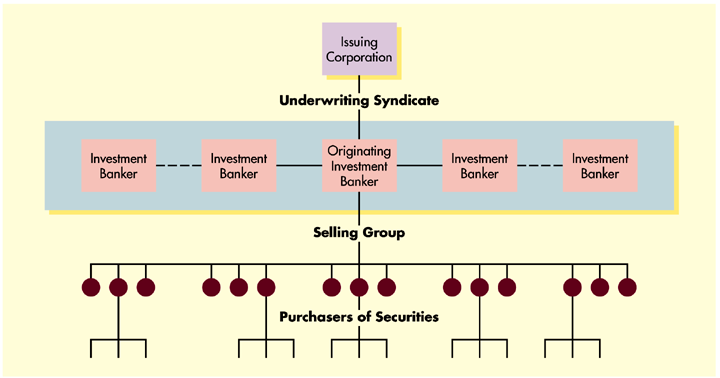 Issuing
Corporation
Underwriting Syndicate
Investment
Banker
Investment
Banker
Originating
Investment
Banker
Investment
Banker
Investment
Banker
Selling Group
Purchasers of Securities